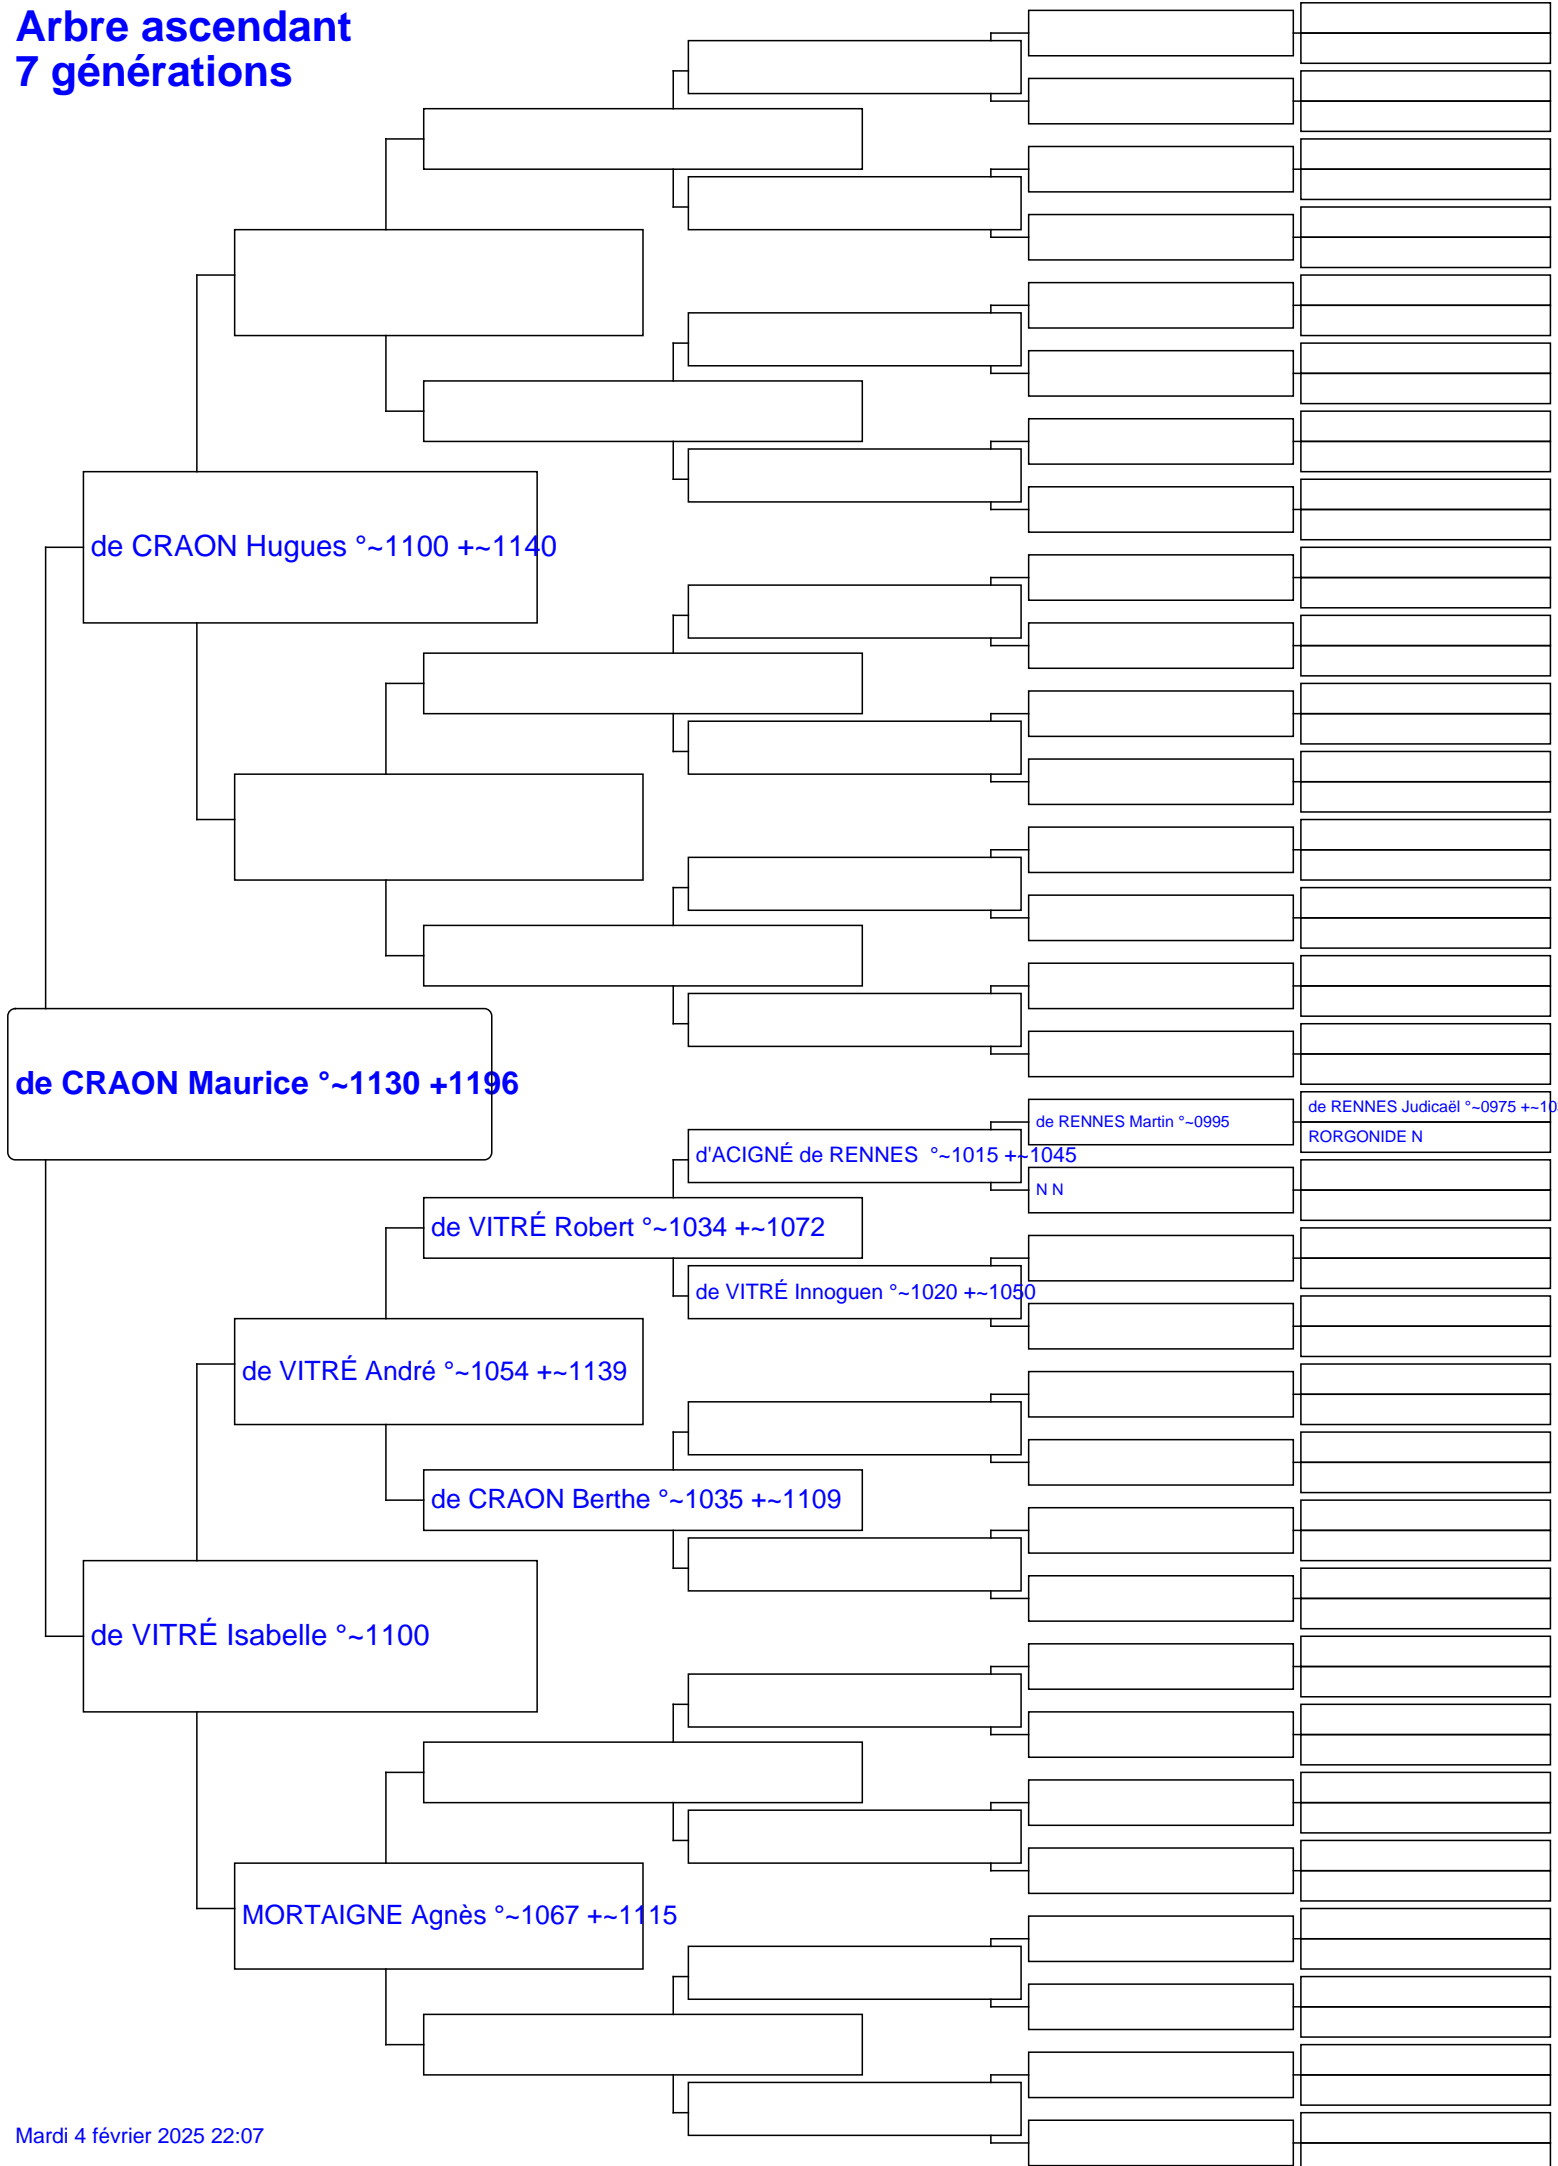 Arbre ascendant
7 générations
de CRAON Hugues °~1100 +~1140
de CRAON Maurice °~1130 +1196
de RENNES Martin °~0995
de RENNES Judicaël °~0975 +~10
RORGONIDE N
d'ACIGNÉ de RENNES °~1015 +~1045
N N
de VITRÉ Robert °~1034 +~1072
de VITRÉ Innoguen °~1020 +~1050
de VITRÉ André °~1054 +~1139
de CRAON Berthe °~1035 +~1109
de VITRÉ Isabelle °~1100
MORTAIGNE Agnès °~1067 +~1115
Mardi 4 février 2025 22:07